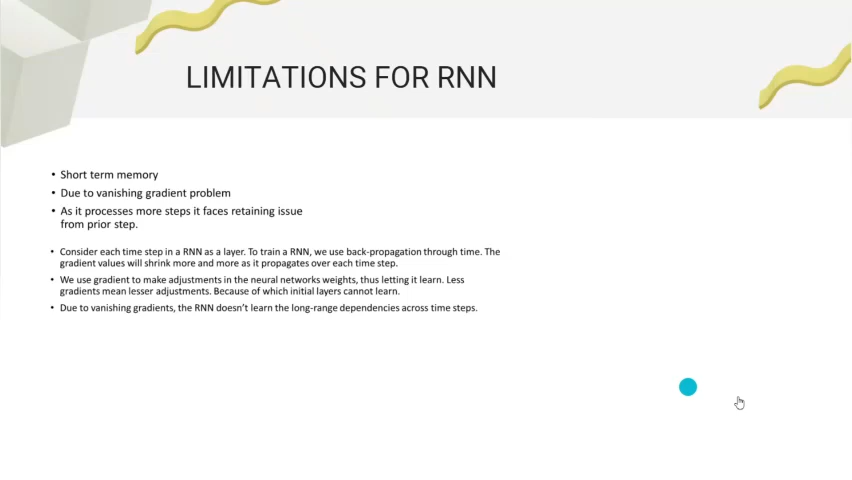 LIMITATIONS FOR RNN
• Short term memory
• Due to vanishing gradient problem
• As it processes more steps it faces retaining issue
from prior step.
• Consider each time step in a RNN as a layer. To train a RNN, we use back-propagation through time. The
gradient values will shrink more and more as it propagates over each time step.
• We use gradient to make adjustments in the neural networks weights, thus letting it learn. Less
gradients mean lesser adjustments. Because of which initial layers cannot learn.
• Due to vanishing gradients, the RNN doesn't learn the long-range dependencies across time steps.